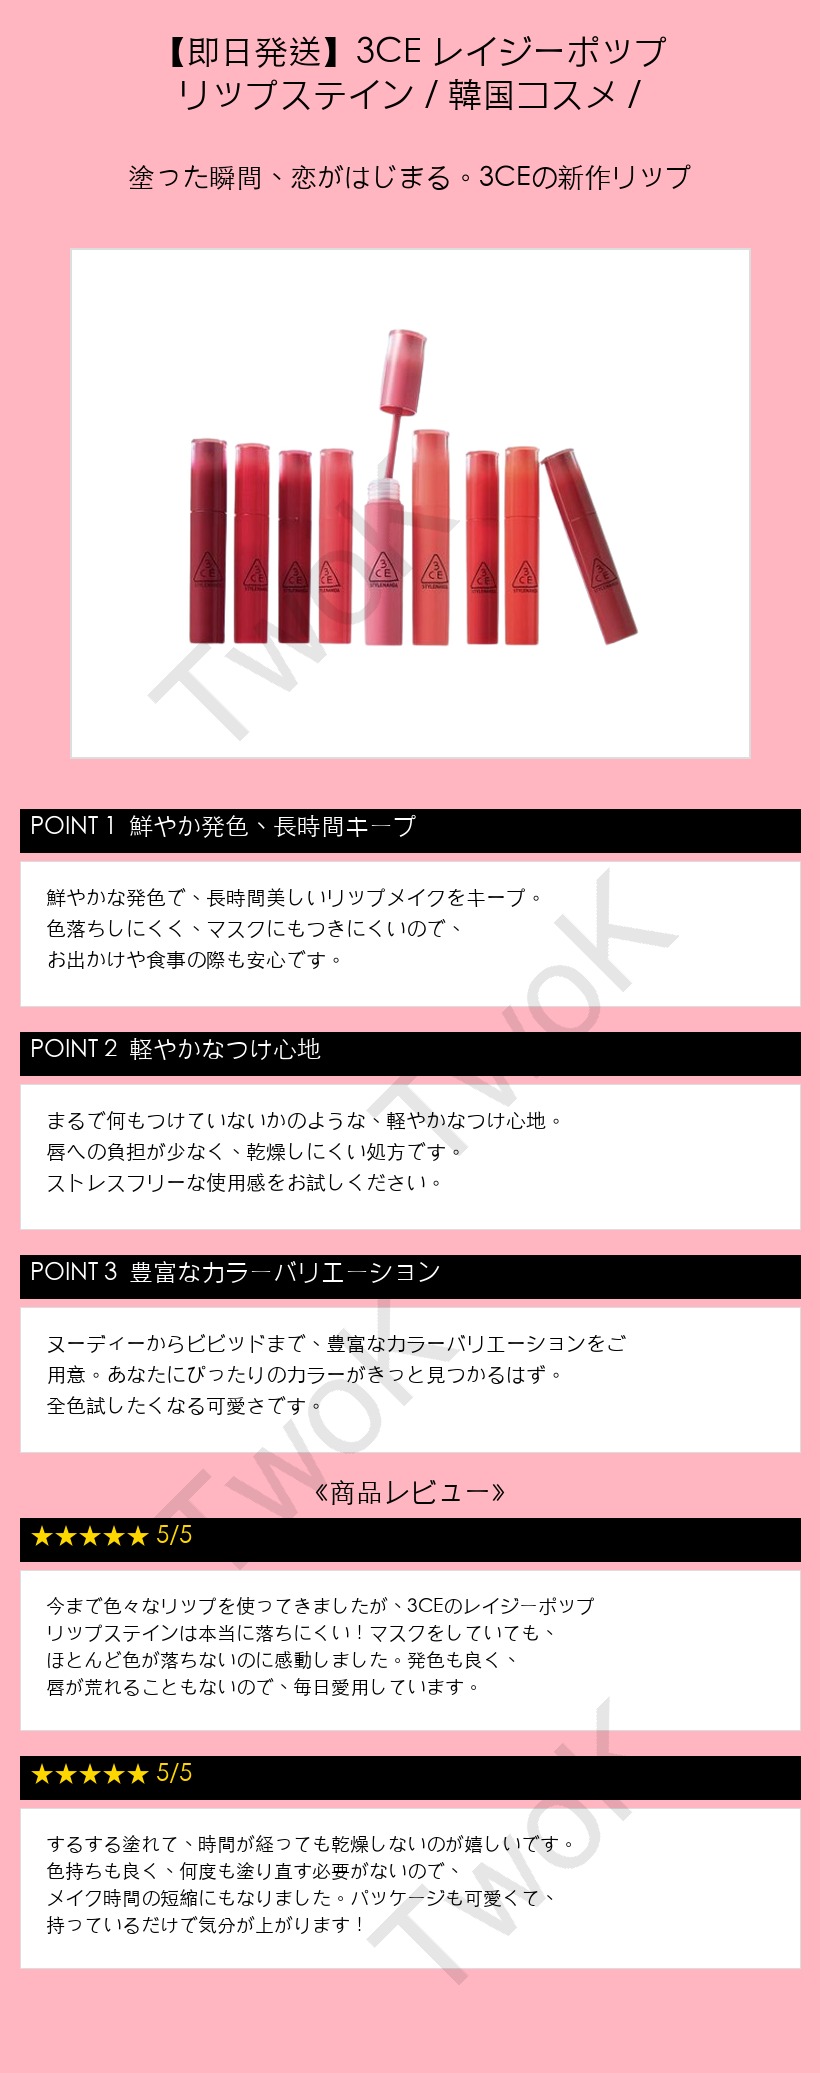 【即日発送】3CE レイジーポップ
リップステイン / 韓国コスメ /
塗った瞬間、恋がはじまる。3CEの新作リップ
3CE
STYLENANDA
3CE
STYLENANDA
3CE
STYLENANDA
3CE
STYLENANDA
3CE
STYLENANDA
3CE
STYLENANDA
3CE
STYLENANDA
3CE
STYLENANDA
3CE
STYLENANDA
TwoK
POINT 1 鮮やか発色、長時間キープ
鮮やかな発色で、長時間美しいリップメイクをキープ。
色落ちしにくく、マスクにもつきにくいので、
お出かけや食事の際も安心です。
TwoK
POINT 2 軽やかなつけ心地
まるで何もつけていないかのような、軽やかなつけ心地。
唇への負担が少なく、乾燥しにくい処方です。
ストレスフリーな使用感をお試しください。
POINT 3 豊富なカラーバリエーション
ヌーディーからビビッドまで、豊富なカラーバリエーションをご
用意。あなたにぴったりのカラーがきっと見つかるはず。
全色試したくなる可愛さです。
TwoK
《商品レビュー》
★★★★★ 5/5
今まで色々なリップを使ってきましたが、3CEのレイジーポップ
リップステインは本当に落ちにくい！マスクをしていても、
ほとんど色が落ちないのに感動しました。発色も良く、
唇が荒れることもないので、毎日愛用しています。
★★★★★ 5/5
するする塗れて、時間が経っても乾燥しないのが嬉しいです。
色持ちも良く、何度も塗り直す必要がないので、
メイク時間の短縮にもなりました。パッケージも可愛くて、
持っているだけで気分が上がります！
TwoK